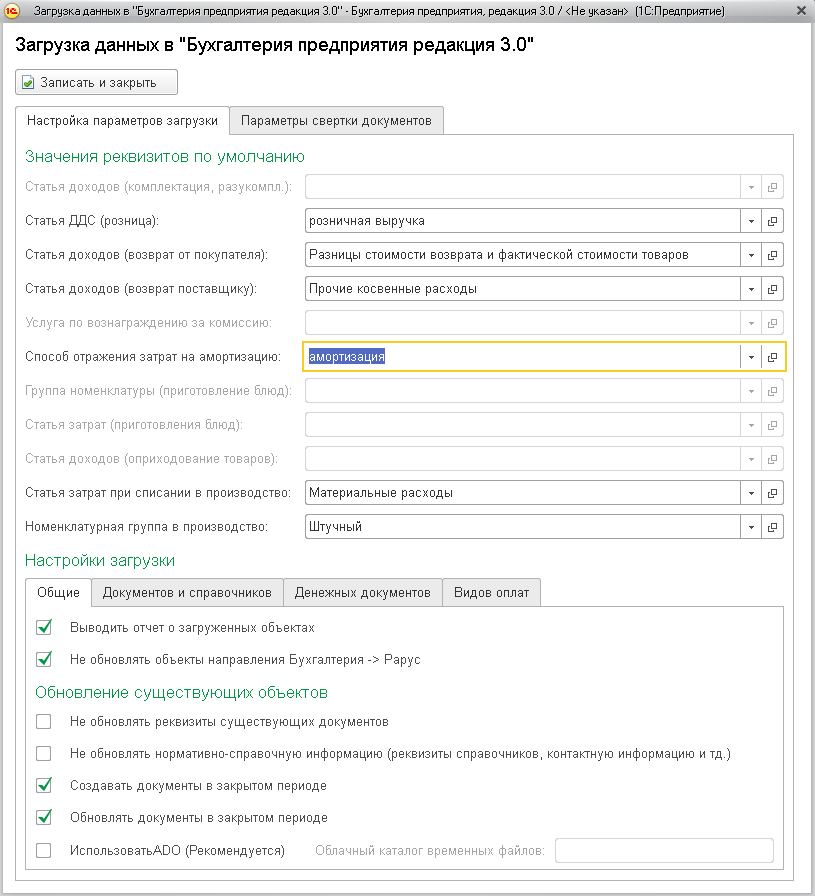 Загрузка данных в "Бухгалтерия предприятия редакция 3.0" - Бухгалтерия предприятия, редакция 3.0 / <Не указан> (1С:Предприятие)
Загрузка данных в "Бухгалтерия предприятия редакция 3.0"
Записать и закрыть
Настройка параметров загрузки Параметры свертки документов
Значения реквизитов по умолчанию
Статья доходов (комплектация, разукомпл.):
Статья ДДС (розница): розничная выручка
Статья доходов (возврат от покупателя): Разницы стоимости возврата и фактической стоимости товаров
Статья доходов (возврат поставщику): Прочие косвенные расходы
Услуга по вознаграждению за комиссию:
Способ отражения затрат на амортизацию: амортизация
Группа номенклатуры (приготовление блюд):
Статья затрат (приготовления блюд):
Статья доходов (оприходование товаров):
Статья затрат при списании в производство: Материальные расходы
Номенклатурная группа в производство: Штучный
Настройки загрузки
Общие Документов и справочников Денежных документов Видов оплат
Выводить отчет о загруженных объектах
Не обновлять объекты направления Бухгалтерия -> Рарус
Обновление существующих объектов
Не обновлять реквизиты существующих документов
Не обновлять нормативно-справочную информацию (реквизиты справочников, контактную информацию и тд.)
Создавать документы в закрытом периоде
Обновлять документы в закрытом периоде
ИспользоватьADO (Рекомендуется) Облачный каталог временных файлов: